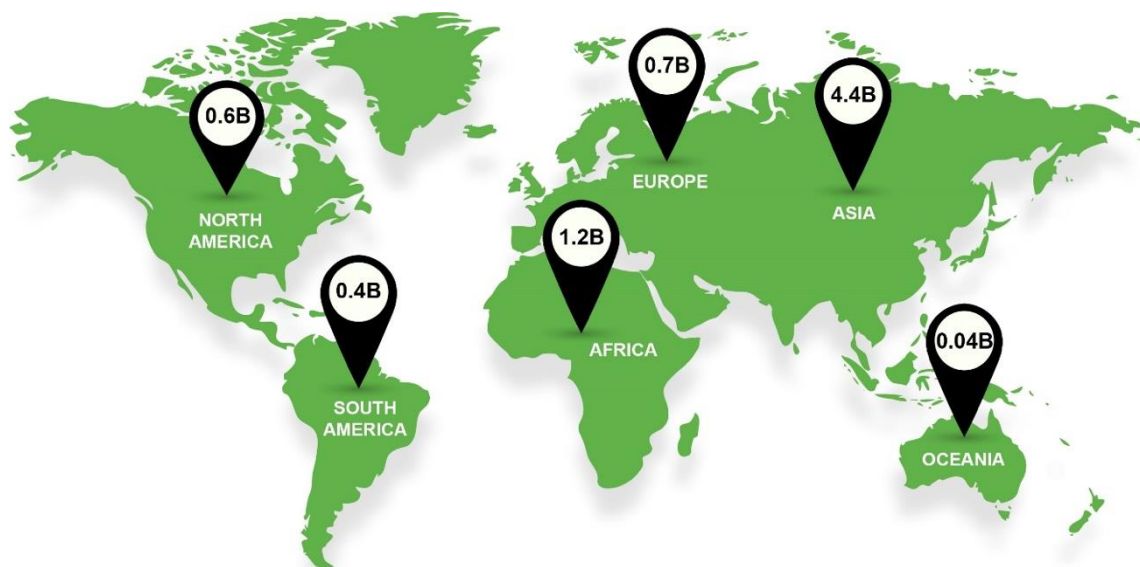 0.7B
4.4B
0.6B
EUROPE
ASIA
NORTH
AMERICA
1.2B
0.4B
AFRICA
0.04B
SOUTH
AMERICA
OCEANIA